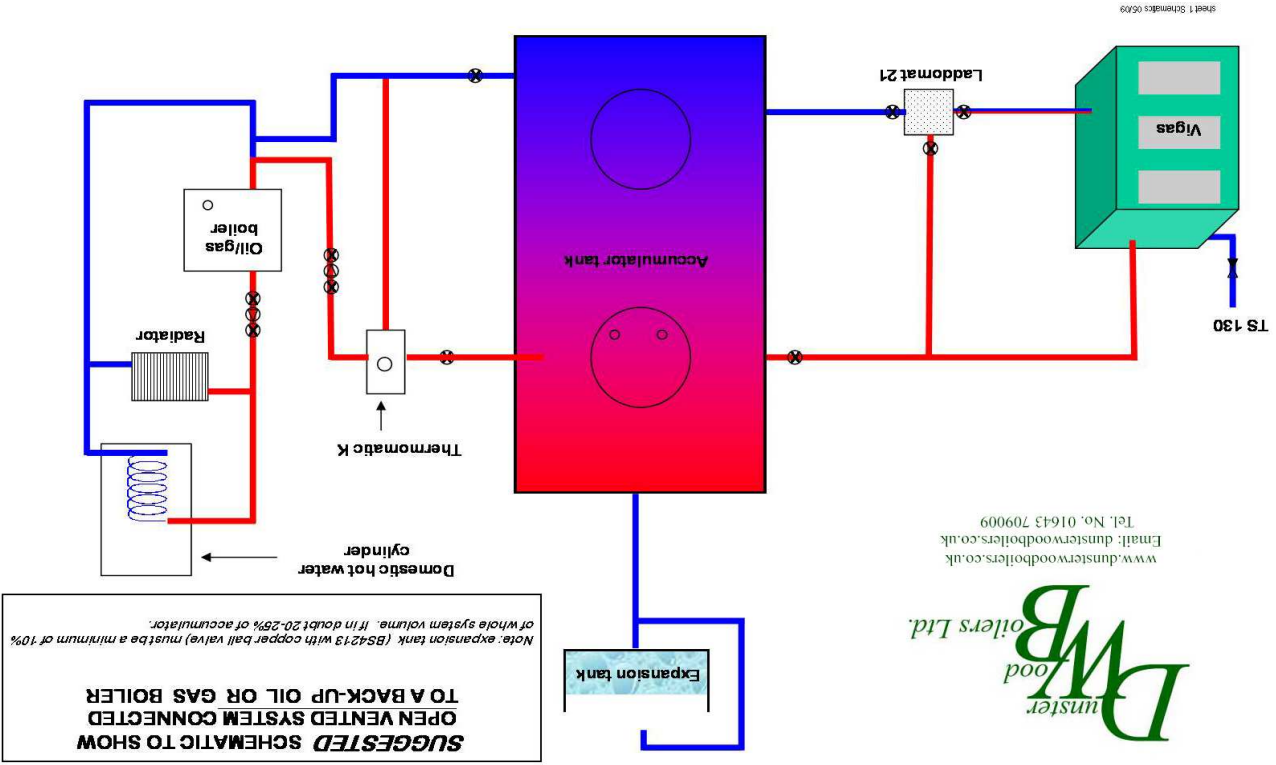 SUGGESTED SCHEMATIC TO SHOW
OPEN VENTED SYSTEM CONNECTED
TO A BACK-UP OIL OR GAS BOILER
Note: expansion tank (BS4213 with copper ball valve) must be a minimum of 10%
of whole system volume. If in doubt 20-25% of accumulator.
Dunster
Wood
Boilers Ltd.
www.dunsterwoodboilers.co.uk
Email: dunsterwoodboilers.co.uk
Tel. No. 01643 709009
Expansion tank
Domestic hot water
cylinder
Thermomatic K
Radiator
Oil/gas
boiler
Accumulator tank
TS 130
Vigas
Laddomat 21
sheet 1 Schematics 05/09